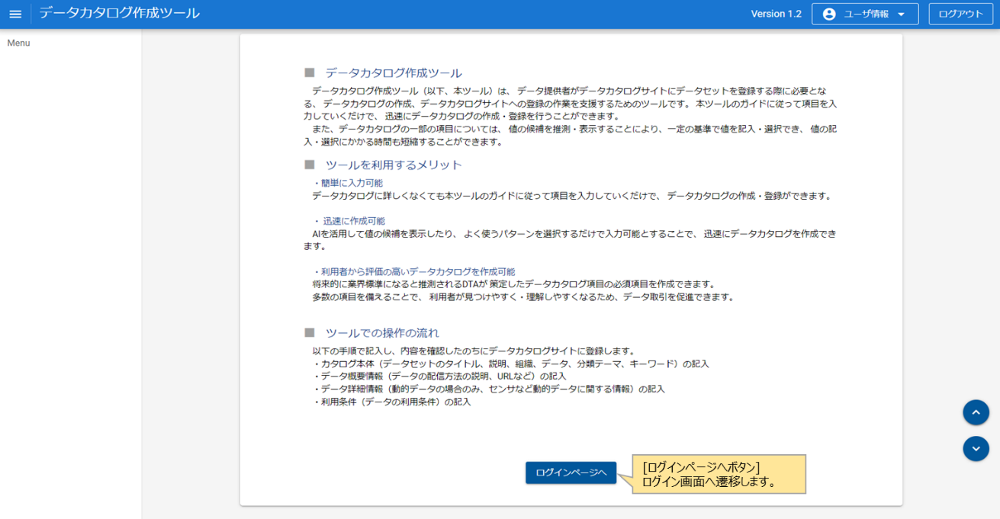 データカタログ作成ツール
Version 1.2
ユーザ情報
ログアウト
Menu
■ データカタログ作成ツール
データカタログ作成ツール（以下、本ツール）は、 データ提供者がデータカタログサイトにデータセットを登録する際に必要とな
る、 データカタログの作成、データカタログサイトへの登録の作業を支援するためのツールです。 本ツールのガイドに従って項目を入
力していくだけで、 迅速にデータカタログの作成・登録を行うことができます。
また、データカタログの一部の項目については、 値の候補を推測・表示することにより、一定の基準で値を記入・選択でき、 値の記
入・選択にかかる時間も短縮することができます。
■ ツールを利用するメリット
・簡単に入力可能
データカタログに詳しくなくても本ツールのガイドに従って項目を入力していくだけで、 データカタログの作成・登録ができます。
・ 迅速に作成可能
AIを活用して値の候補を表示したり、 よく使うパターンを選択するだけで入力可能とすることで、 迅速にデータカタログを作成でき
ます。
・利用者から評価の高いデータカタログを作成可能
将来的に業界標準になると推測されるDTAが 策定したデータカタログ項目の必須項目を作成できます。
多数の項目を備えることで、 利用者が見つけやすく・理解しやすくなるため、データ取引を促進できます。
■ ツールでの操作の流れ
以下の手順で記入し、内容を確認したのちにデータカタログサイトに登録します。
・カタログ本体（データセットのタイトル、説明、組織、データ、分類テーマ、キーワード）の記入
・データ概要情報（データの配信方法の説明、URLなど）の記入
・データ詳細情報（動的データの場合のみ、センサなど動的データに関する情報）の記入
・利用条件（データの利用条件）の記入
ログインページへ
[ログインページへボタン]
ログイン画面へ遷移します。